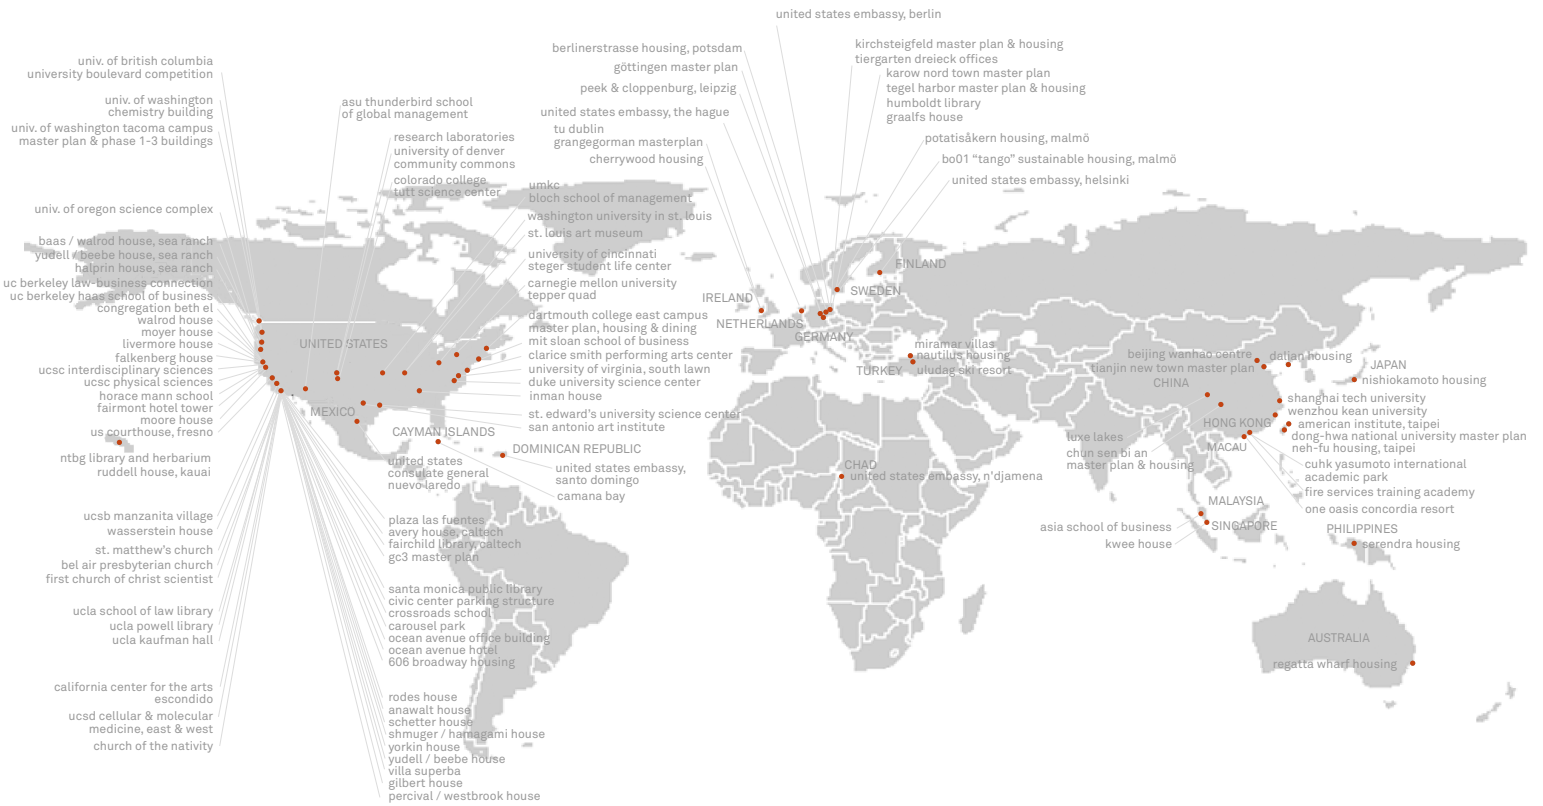 united states embassy, berlin
berlinerstrasse housing, potsdam
göttingen master plan
peek & cloppenburg, leipzig
united states embassy, the hague
tu dublin
grangegorman masterplan
cherrywood housing
kirchsteigfeld master plan & housing
tiergarten dreieck offices
karow nord town master plan
tegel harbor master plan & housing
humboldt library
graalfs house
potatisåkern housing, malmö
bo01 “tango” sustainable housing, malmö
united states embassy, helsinki
univ. of british columbia
university boulevard competition
univ. of washington
chemistry building
univ. of washington tacoma campus
master plan & phase 1-3 buildings
univ. of oregon science complex
baas / walrod house, sea ranch
yudell / beebe house, sea ranch
halprin house, sea ranch
uc berkeley law-business connection
uc berkeley haas school of business
congregation beth el
walrod house
moyer house
livermore house
falkenberg house
ucsc interdisciplinary sciences
ucsc physical sciences
horace mann school
fairmont hotel tower
moore house
us courthouse, fresno
ntbg library and herbarium
ruddell house, kauai
ucsb manzanita village
wasserstein house
st. matthew’s church
bel air presbyterian church
first church of christ scientist
ucla school of law library
ucla powell library
ucla kaufman hall
california center for the arts
escondido
ucsd cellular & molecular
medicine, east & west
church of the nativity
asu thunderbird school
of global management
research laboratories
university of denver
community commons
colorado college
tutt science center
umkc
bloch school of management
washington university in st. louis
st. louis art museum
university of cincinnati
steger student life center
carnegie mellon university
tepper quad
dartmouth college east campus
master plan, housing & dining
mit sloan school of business
clarice smith performing arts center
university of virginia, south lawn
duke university science center
inman house
st. edward’s university science center
san antonio art institute
UNITED STATES
MEXICO
CAYMAN ISLANDS
DOMINICAN REPUBLIC
united states
consulate general
nuevo laredo
united states embassy,
santo domingo
camana bay
plaza las fuentes
avery house, caltech
fairchild library, caltech
gc3 master plan
santa monica public library
civic center parking structure
crossroads school
carousel park
ocean avenue office building
ocean avenue hotel
606 broadway housing
rodes house
anawalt house
schetter house
shmuger / hamagami house
yorkin house
yudell / beebe house
villa superba
gilbert house
percival / westbrook house
IRELAND
NETHERLANDS
GERMANY
SWEDEN
FINLAND
TURKEY
miramar villas
nautilus housing
uludag ski resort
CHAD
united states embassy, n'djamena
beijing wanhao centre
tianjin new town master plan
CHINA
dalian housing
JAPAN
nishiokamoto housing
shanghai tech university
wenzhou kean university
american institute, taipei
dong-hwa national university master plan
neh-fu housing, taipei
HONG KONG
MACAU
luxe lakes
chun sen bi an
master plan & housing
cuhk yasumoto international
academic park
fire services training academy
one oasis concordia resort
MALAYSIA
asia school of business
SINGAPORE
kwee house
PHILIPPINES
serendra housing
AUSTRALIA
regatta wharf housing